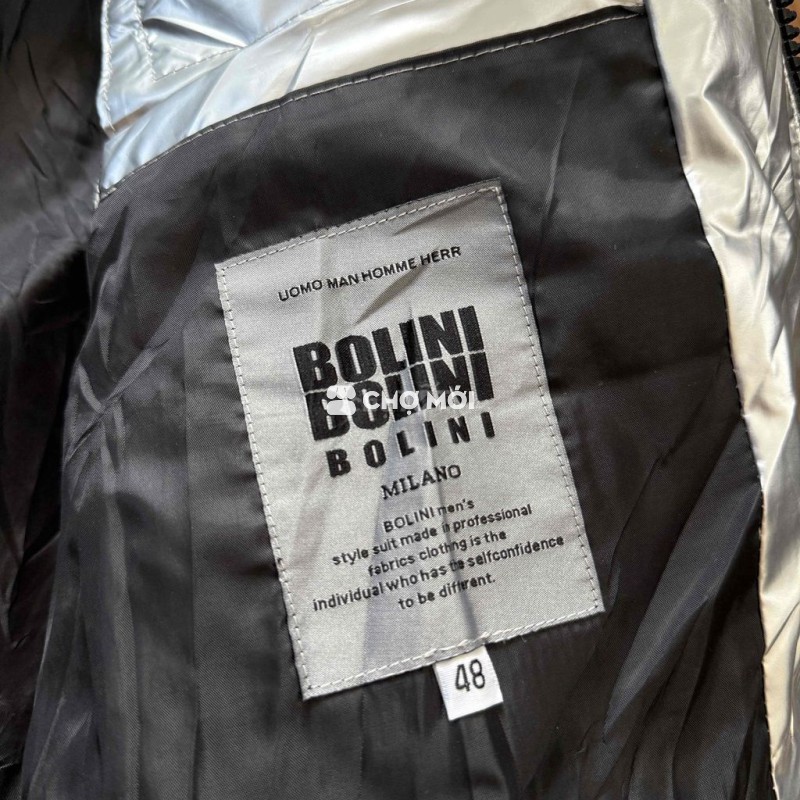 UOMO MAN HOMME HERR
BOLINI
BOLINI
CHỢ MỚI
BOLINI
MILANO
BOLINI men's
style suit made in professional
fabrics clothing is the
individual who has the selfconfidence
to be different.
48